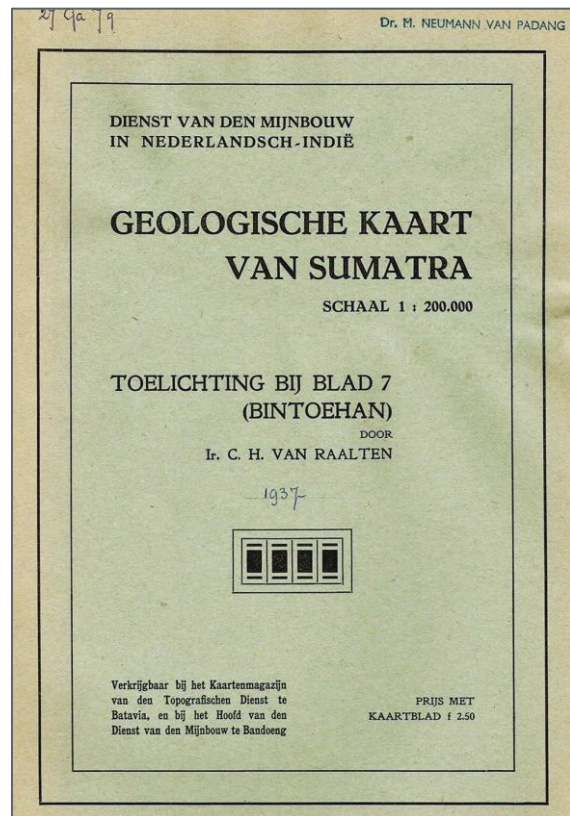 27 Ga 79
Dr. M. NEUMANN VAN PADANG
DIENST VAN DEN MIJNBOUW
IN NEDERLANDSCH-INDIË
GEOLOGISCHE KAART
VAN SUMATRA
SCHAAL 1 : 200.000
TOELICHTING BIJ BLAD 7
(BINTOEHAN)
DOOR
Ir. C. H. VAN RAALTEN
1937
Verkrijgbaar bij het Kaartenmagazijn
van den Topografischen Dienst te
Batavia, en bij het Hoofd van den
Dienst van den Mijnbouw te Bandoeng
PRIJS MET
KAARTBLAD f 2.50